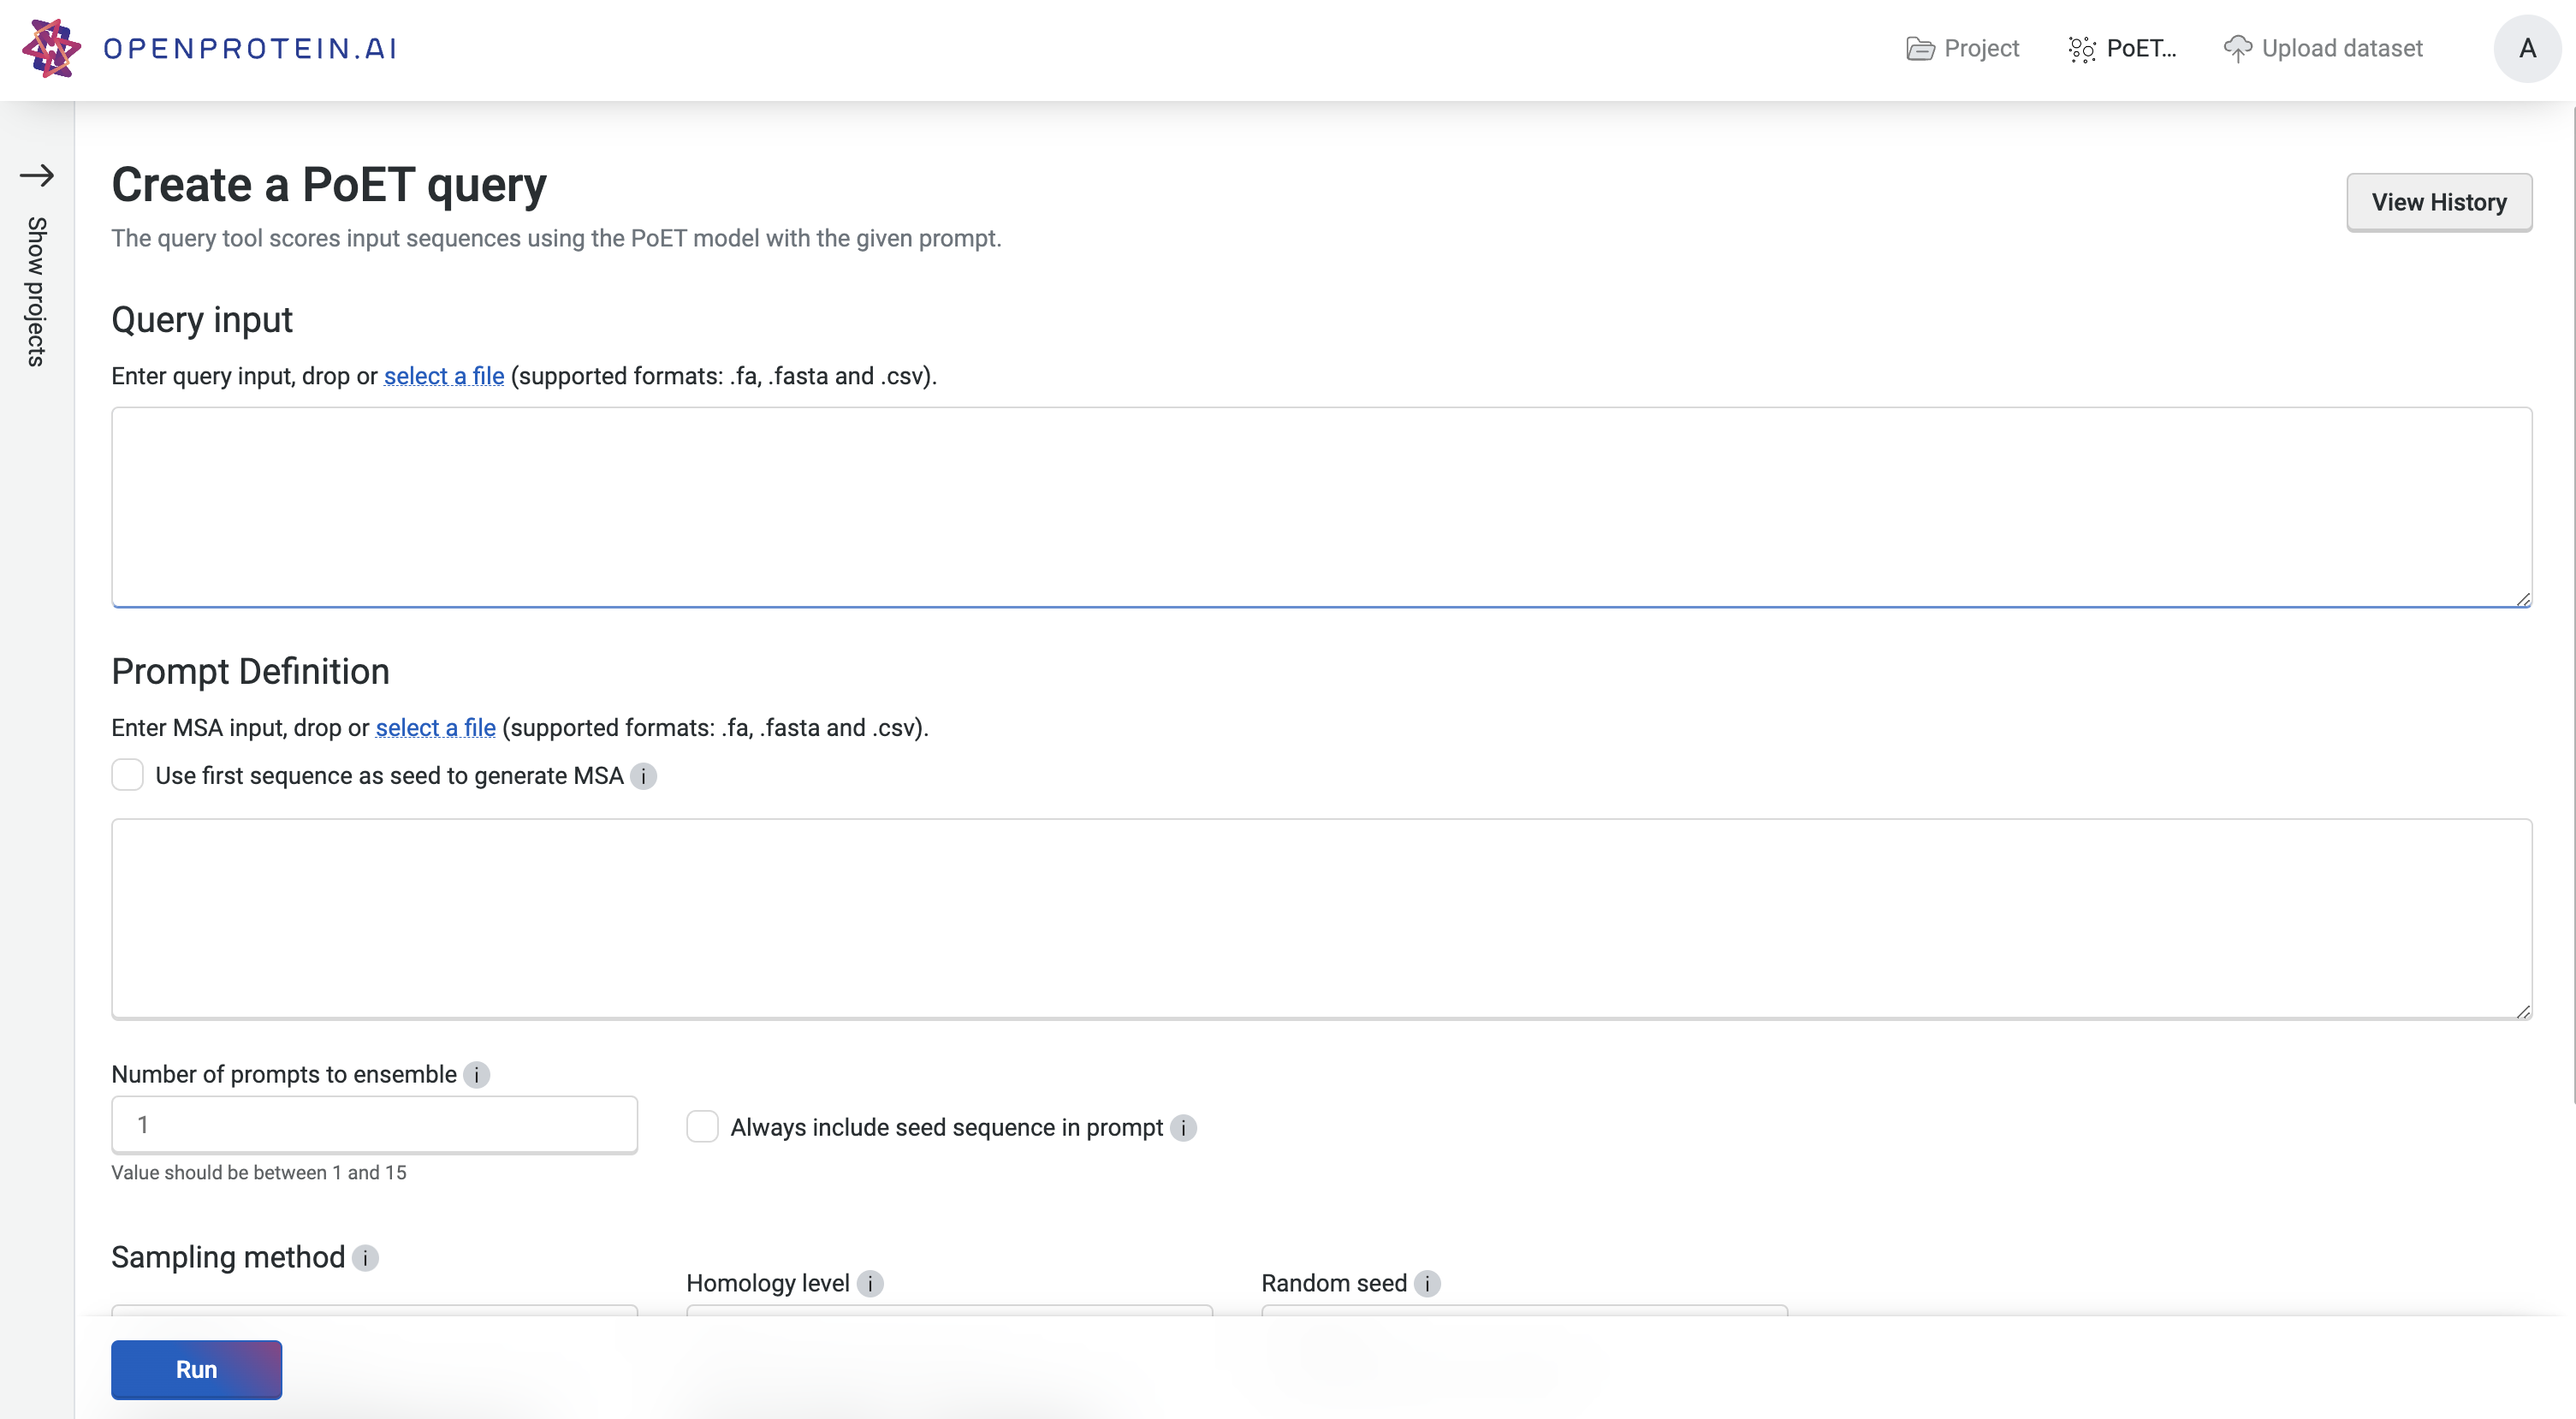 OPENPROTEIN.AI
Project
PoET...
Upload dataset
A
Show projects
Create a PoET query
View History
The query tool scores input sequences using the PoET model with the given prompt.
Query input
Enter query input, drop or select a file (supported formats: .fa, .fasta and .csv).
Prompt Definition
Enter MSA input, drop or select a file (supported formats: .fa, .fasta and .csv).
Use first sequence as seed to generate MSA i
Number of prompts to ensemble i
1
Always include seed sequence in prompt i
Value should be between 1 and 15
Sampling method i
Homology level i
Random seed i
Run